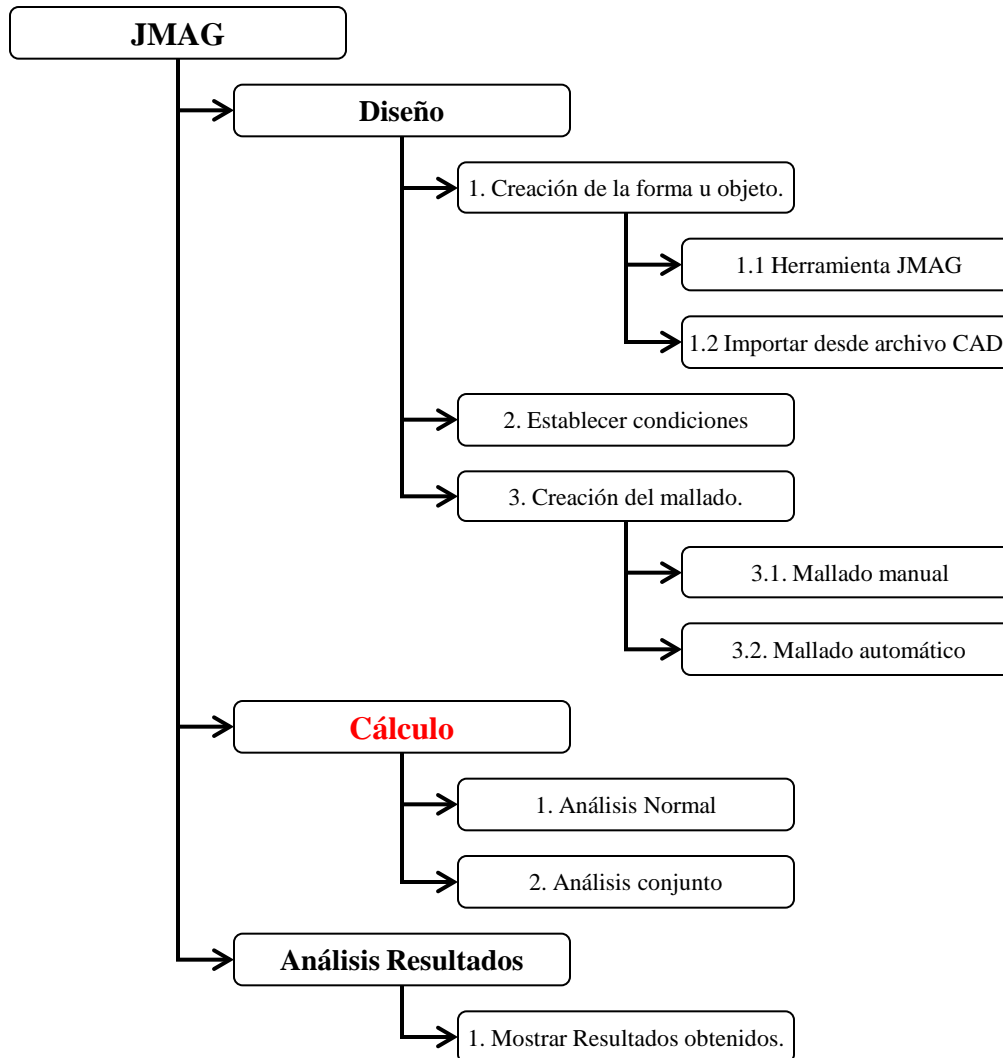 JMAG
Diseño
1. Creación de la forma u objeto.
1.1 Herramienta JMAG
1.2 Importar desde archivo CAD
2. Establecer condiciones
3. Creación del mallado.
3.1. Mallado manual
3.2. Mallado automático
Cálculo
1. Análisis Normal
2. Análisis conjunto
Análisis Resultados
1. Mostrar Resultados obtenidos.